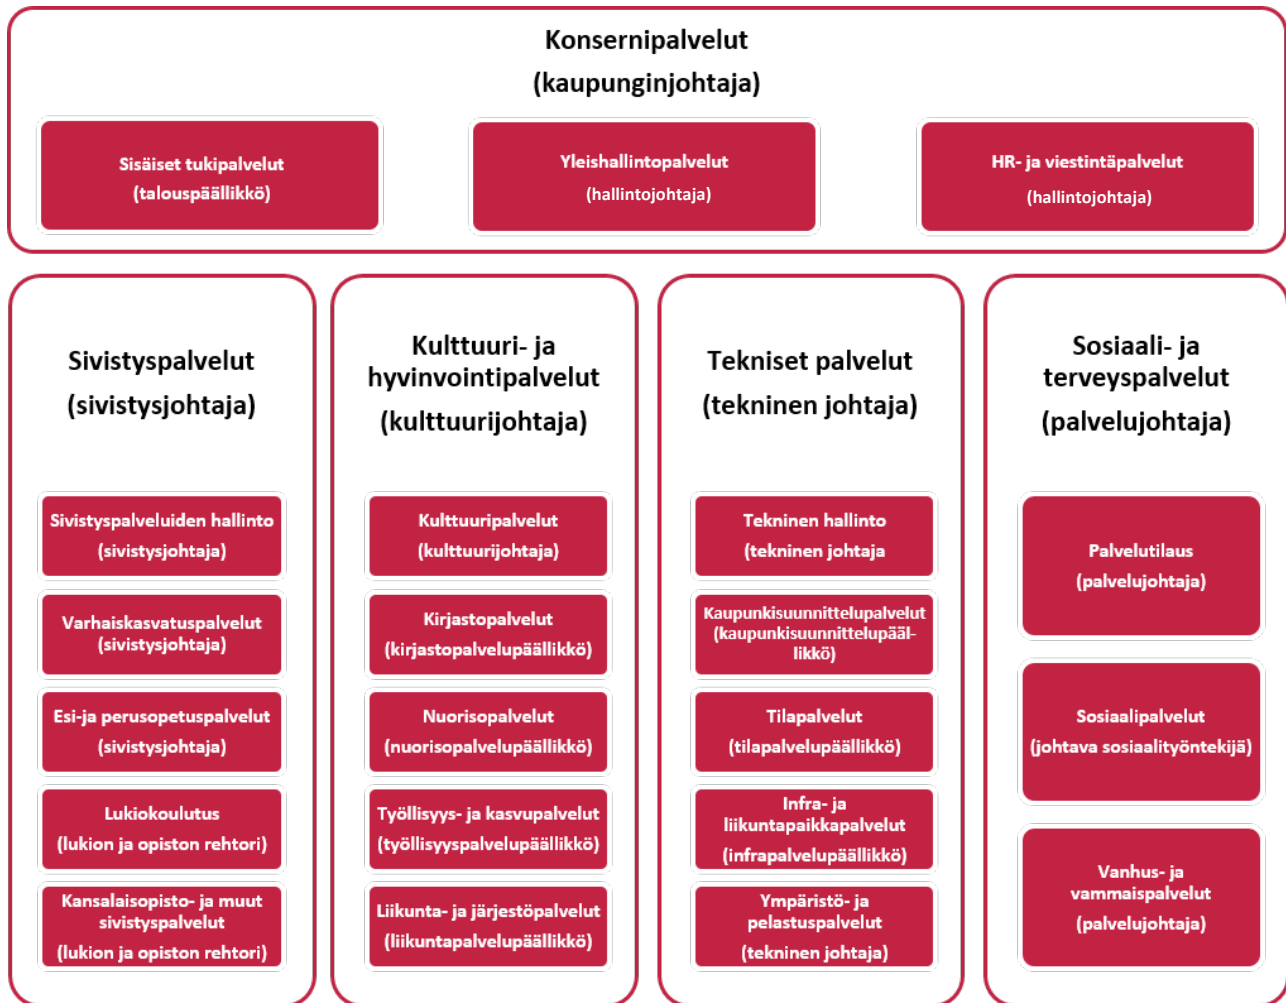 Konsernipalvelut
(kaupunginjohtaja)
Sisäiset tukipalvelut
(talouspäällikkö)
Yleishallintopalvelut
(hallintojohtaja)
HR- ja viestintäpalvelut
(hallintojohtaja)
Sivistyspalvelut
(sivistysjohtaja)
Sivistyspalveluiden hallinto
(sivistysjohtaja)
Varhaiskasvatuspalvelut
(sivistysjohtaja)
Esi-ja perusopetuspalvelut
(sivistysjohtaja)
Lukiokoulutus
(lukion ja opiston rehtori)
Kansalaisopisto- ja muut
sivistyspalvelut
(lukion ja opiston rehtori)
Kulttuuri- ja
hyvinvointipalvelut
(kulttuurijohtaja)
Kulttuuripalvelut
(kulttuurijohtaja)
Kirjastopalvelut
(kirjastopalvelupäällikkö)
Nuorisopalvelut
(nuorisopalvelupäällikkö)
Työllisyys- ja kasvupalvelut
(työllisyyspalvelupäällikkö)
Liikunta- ja järjestöpalvelut
(liikuntapalvelupäällikkö)
Tekniset palvelut
(tekninen johtaja)
Tekninen hallinto
(tekninen johtaja
Kaupunkisuunnittelupalvelut
(kaupunkisuunnittelupääl-
likkö)
Tilapalvelut
(tilapalvelupäällikkö)
Infra- ja
liikuntapaikkapalvelut
(infrapalvelupäällikkö)
Ympäristö- ja
pelastuspalvelut
(tekninen johtaja)
Sosiaali- ja
terveyspalvelut
(palvelujohtaja)
Palvelutilaus
(palvelujohtaja)
Sosiaalipalvelut
(johtava sosiaalityöntekijä)
Vanhus- ja
vammaispalvelut
(palvelujohtaja)